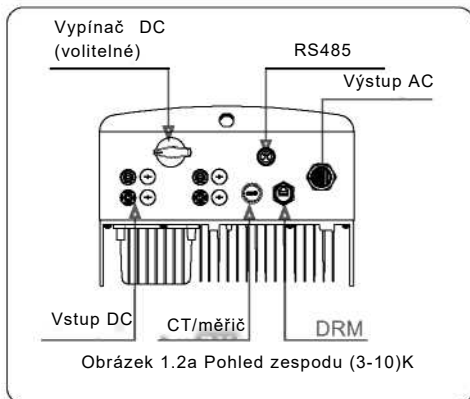 Vypínač DC
(volitelné)
RS485
Výstup AC
Vstup DC
CT/měřič
DRM
Obrázek 1.2a Pohled zespodu (3-10)K